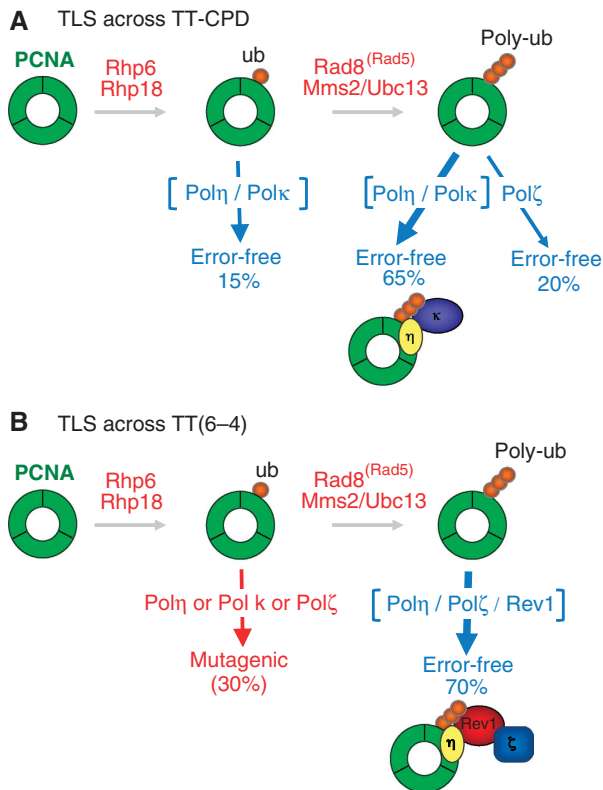 A TLS across TT-CPD
PCNA
Rhp6
Rhp18
ub
Rad8(Rad5)
Mms2/Ubc13
Poly-ub
[ Polη / Polκ ]
[Polη / Polκ] Polζ
Error-free
15%
Error-free
65%
Error-free
20%
κ
η
B TLS across TT(6–4)
PCNA
Rhp6
Rhp18
ub
Rad8(Rad5)
Mms2/Ubc13
Poly-ub
Polη or Pol k or Polζ
[ Polη / Polζ / Rev1]
Mutagenic
(30%)
Error-free
70%
Rev1
η
ζ